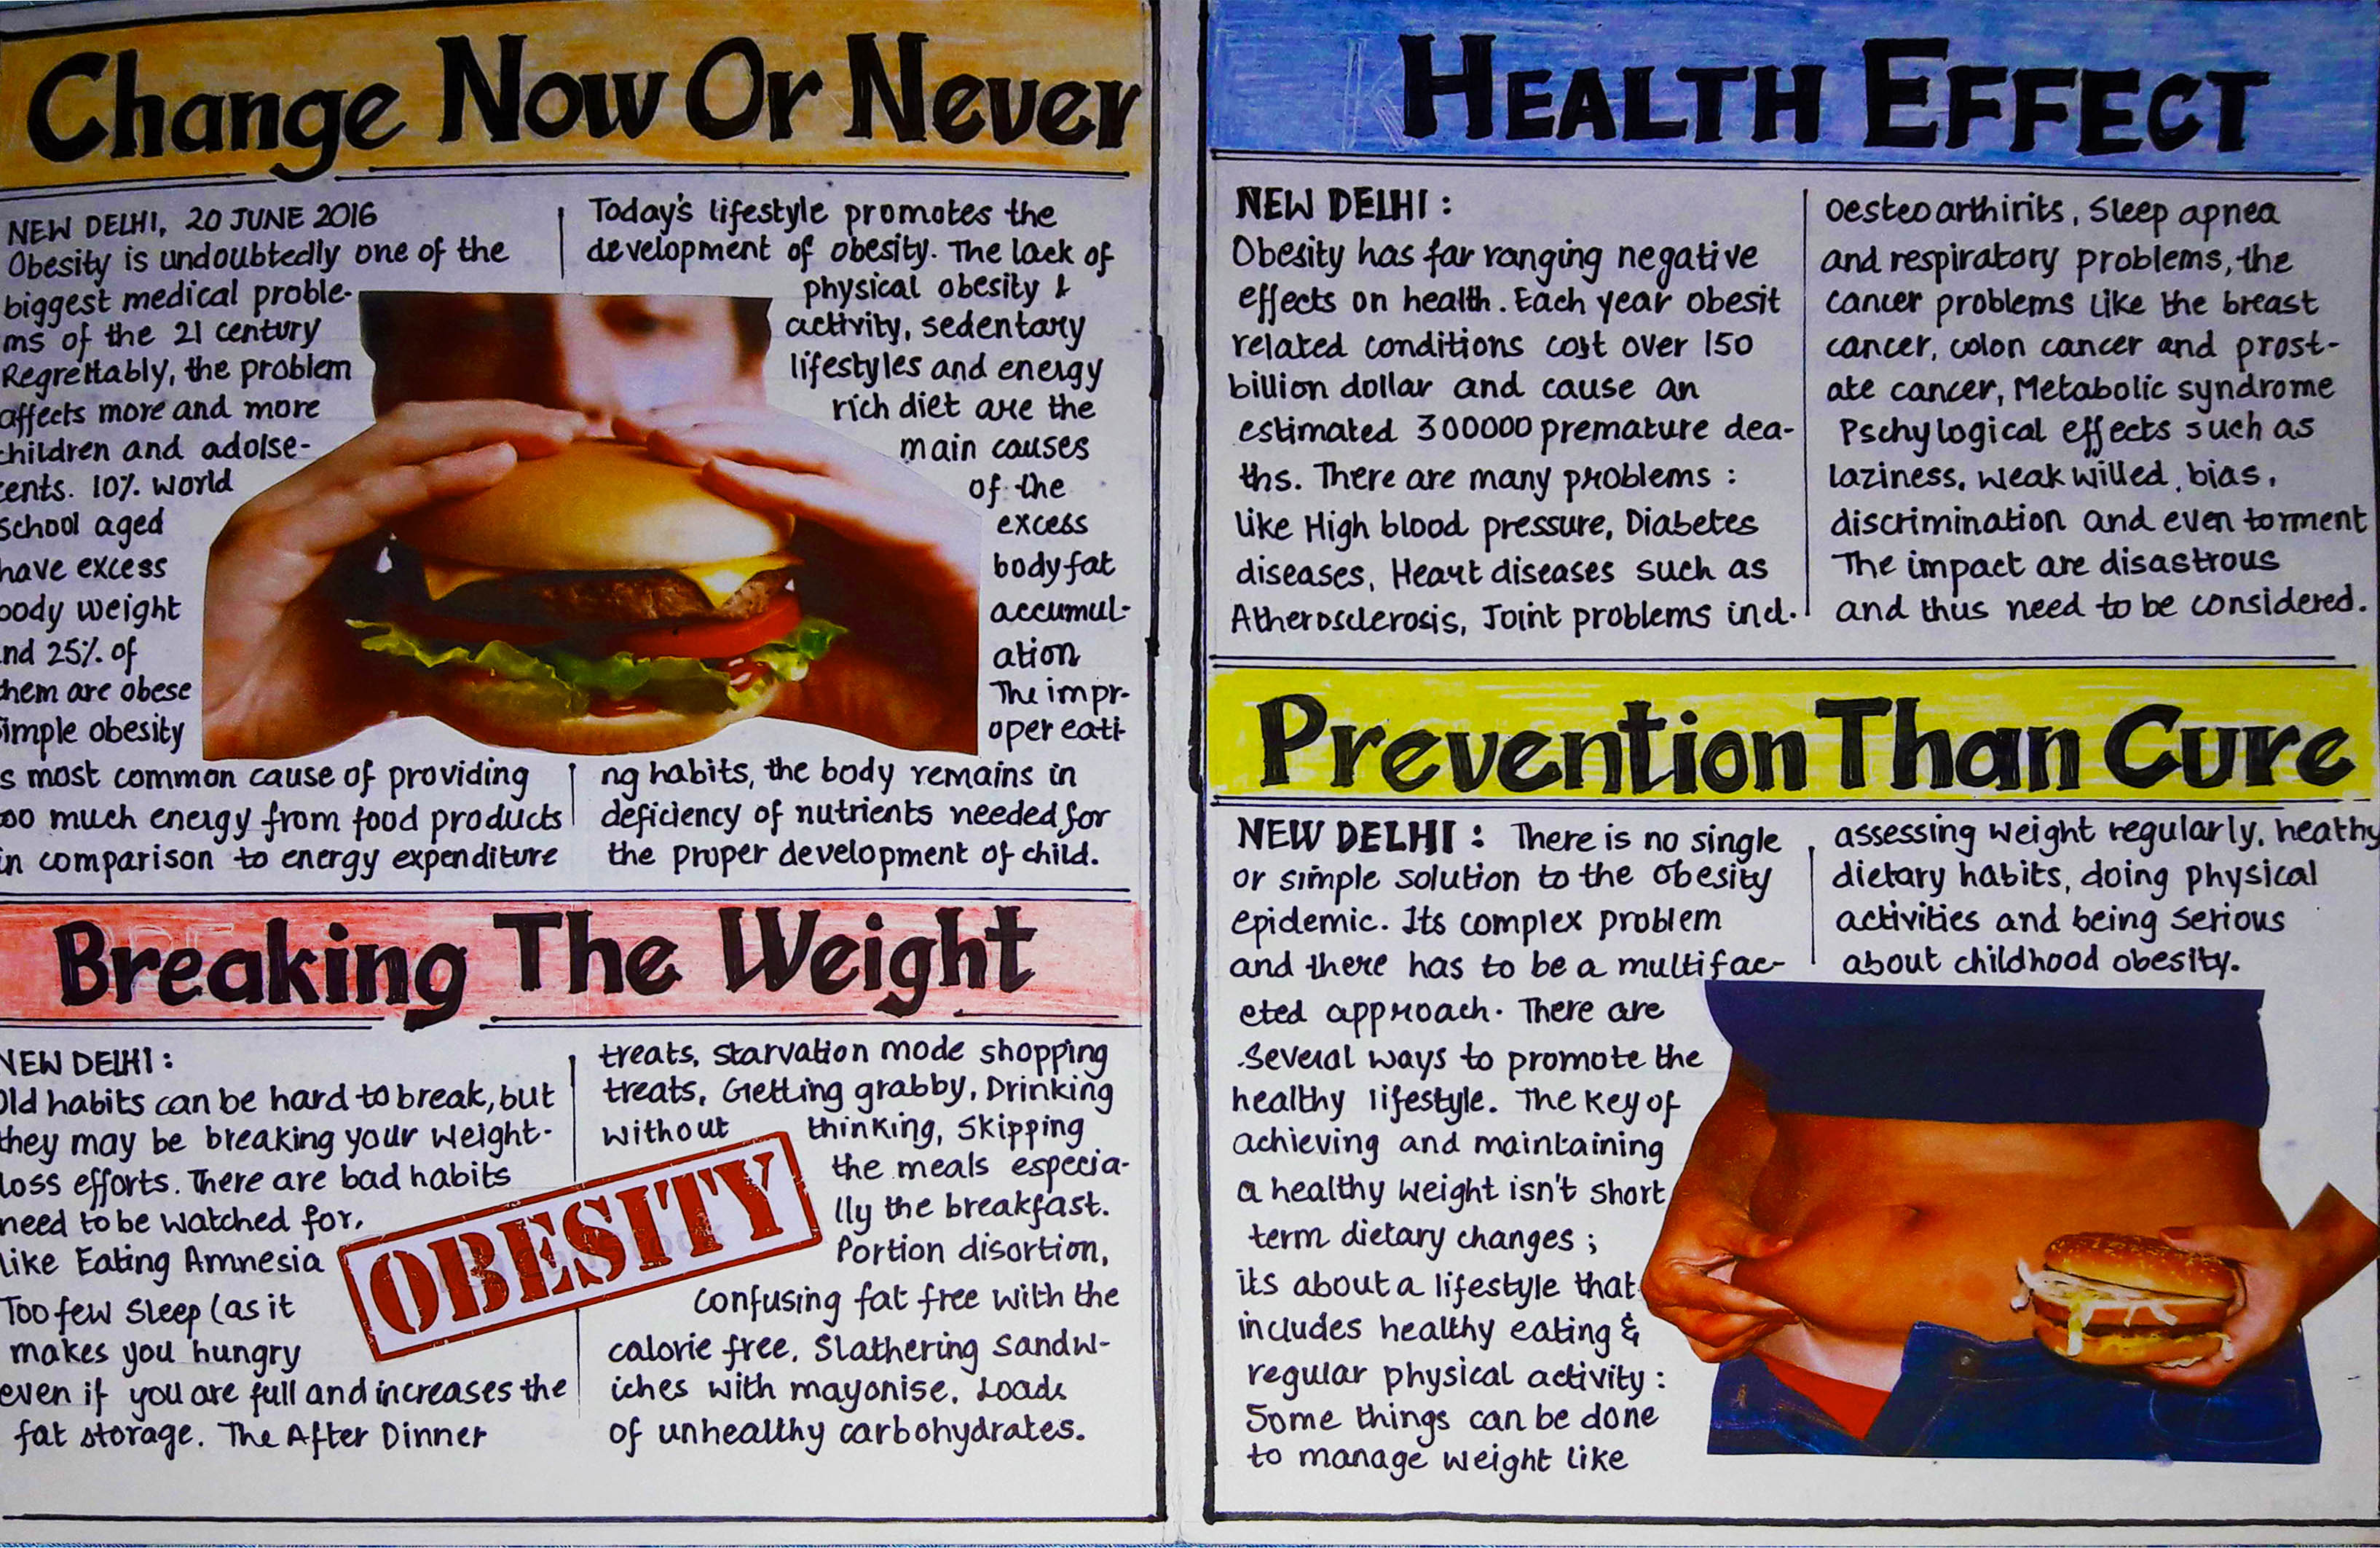 Change Now Or Never
NEW DELHI, 20 JUNE 2016
Obesity is undoubtedly one of the
biggest medical proble-
ms of the 21 century
Regrettably, the problem
affects more and more
children and adolse-
cents. 10% world
school aged
have excess
body weight
nd 25% of
them are obese
simple obesity
s most common cause of providing
oo much energy from food products
in comparison to energy expenditure
Today's lifestyle promotes the
development of obesity. The lack of
physical obesity &
activity, sedentary
lifestyles and energy
rich diet are the
main causes
of the
excess
body fat
accumul-
ation
The impr-
oper eati-
ng habits, the body remains in
deficiency of nutrients needed for
the proper development of child.
Breaking The Weight
NEW DELHI :
Old habits can be hard to break, but
they may be breaking your weight-
loss efforts. There are bad habits
need to be watched for,
like Eating Amnesia
Too few Sleep (as it
makes you hungry
even if you are full and increases the
fat storage. The After Dinner
treats, starvation mode shopping
treats, Getting grabby, Drinking
without thinking, Skipping
the meals especia-
lly the breakfast.
Portion disortion,
confusing fat free with the
calorie free, Slathering Sandw-
iches with mayonise, Loads
of unhealthy carbohydrates.
OBESITY
HEALTH EFFECT
NEW DELHI :
Obesity has far ranging negative
effects on health. Each year obesit
related conditions cost over 150
billion dollar and cause an
estimated 300000 premature dea-
ths. There are many problems :
like High blood pressure, Diabetes
diseases, Heart diseases such as
Atherosclerosis, Joint problems incl.
oesteoarthirits, Sleep apnea
and respiratory problems, the
cancer problems like the breast
cancer, colon cancer and prost-
ate cancer, Metabolic syndrome
Pschylogical effects such as
laziness, weak willed, bias,
discrimination and even torment
The impact are disastrous
and thus need to be considered.
Prevention Than Cure
NEW DELHI : There is no single
or simple solution to the obesity
epidemic. Its complex problem
and there has to be a multifac-
eted approach. There are
Several ways to promote the
healthy lifestyle. The Key of
achieving and maintaining
a healthy weight isn't short
term dietary changes ;
its about a lifestyle that
includes healthy eating &
regular physical activity :
Some things can be done
to manage weight like
assessing weight regularly, heathy
dietary habits, doing physical
activities and being Serious
about childhood obesity.